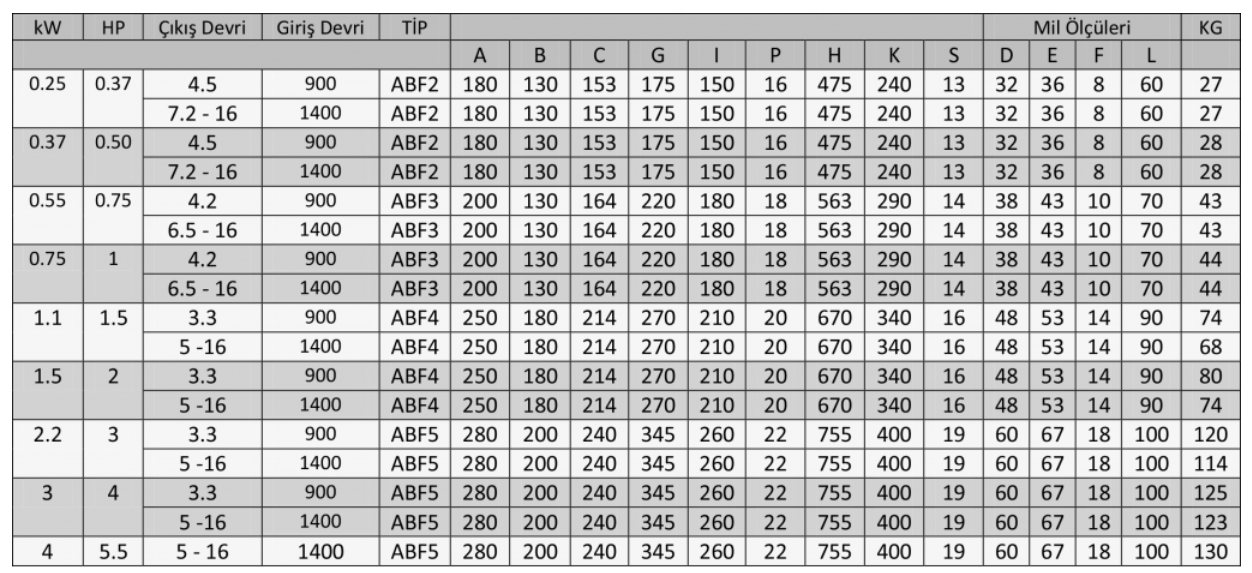 kW HP Çıkış Devri Giriş Devri TİP Mil Ölçüleri KG
A B C G I P H K S D E F L
0.25 0.37 4.5 900 ABF2 180 130 153 175 150 16 475 240 13 32 36 8 60 27
7.2 - 16 1400 ABF2 180 130 153 175 150 16 475 240 13 32 36 8 60 27
0.37 0.50 4.5 900 ABF2 180 130 153 175 150 16 475 240 13 32 36 8 60 28
7.2 - 16 1400 ABF2 180 130 153 175 150 16 475 240 13 32 36 8 60 28
0.55 0.75 4.2 900 ABF3 200 130 164 220 180 18 563 290 14 38 43 10 70 43
6.5 - 16 1400 ABF3 200 130 164 220 180 18 563 290 14 38 43 10 70 43
0.75 1 4.2 900 ABF3 200 130 164 220 180 18 563 290 14 38 43 10 70 44
6.5 - 16 1400 ABF3 200 130 164 220 180 18 563 290 14 38 43 10 70 44
1.1 1.5 3.3 900 ABF4 250 180 214 270 210 20 670 340 16 48 53 14 90 74
5 -16 1400 ABF4 250 180 214 270 210 20 670 340 16 48 53 14 90 68
1.5 2 3.3 900 ABF4 250 180 214 270 210 20 670 340 16 48 53 14 90 80
5 -16 1400 ABF4 250 180 214 270 210 20 670 340 16 48 53 14 90 74
2.2 3 3.3 900 ABF5 280 200 240 345 260 22 755 400 19 60 67 18 100 120
5 -16 1400 ABF5 280 200 240 345 260 22 755 400 19 60 67 18 100 114
3 4 3.3 900 ABF5 280 200 240 345 260 22 755 400 19 60 67 18 100 125
5 -16 1400 ABF5 280 200 240 345 260 22 755 400 19 60 67 18 100 123
4 5.5 5 - 16 1400 ABF5 280 200 240 345 260 22 755 400 19 60 67 18 100 130